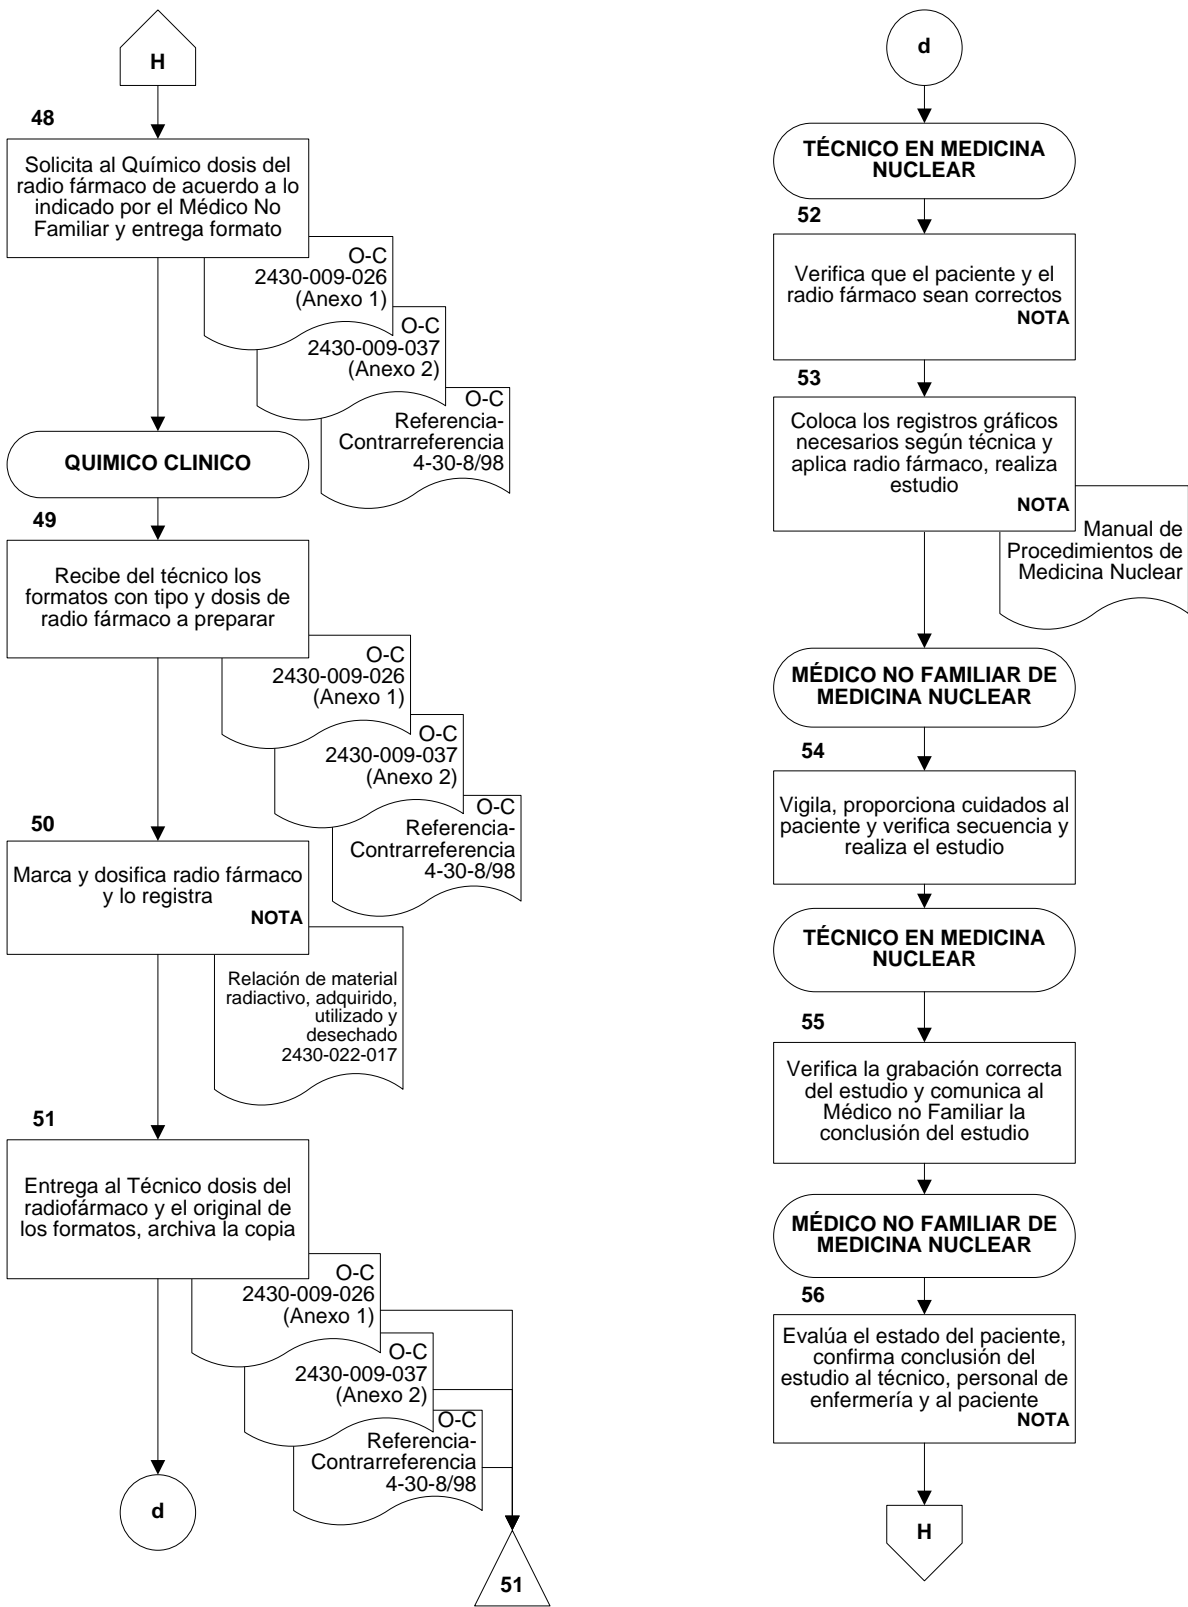 H
48
Solicita al Químico dosis del
radio fármaco de acuerdo a lo
indicado por el Médico No
Familiar y entrega formato
O-C
2430-009-026
(Anexo 1)
O-C
2430-009-037
(Anexo 2)
O-C
Referencia-
Contrarreferencia
4-30-8/98
QUIMICO CLINICO
49
Recibe del técnico los
formatos con tipo y dosis de
radio fármaco a preparar
O-C
2430-009-026
(Anexo 1)
O-C
2430-009-037
(Anexo 2)
O-C
Referencia-
Contrarreferencia
4-30-8/98
50
Marca y dosifica radio fármaco
y lo registra
NOTA
Relación de material
radiactivo, adquirido,
utilizado y
desechado
2430-022-017
51
Entrega al Técnico dosis del
radiofármaco y el original de
los formatos, archiva la copia
O-C
2430-009-026
(Anexo 1)
O-C
2430-009-037
(Anexo 2)
O-C
Referencia-
Contrarreferencia
4-30-8/98
d
51
d
TÉCNICO EN MEDICINA
NUCLEAR
52
Verifica que el paciente y el
radio fármaco sean correctos
NOTA
53
Coloca los registros gráficos
necesarios según técnica y
aplica radio fármaco, realiza
estudio
NOTA
Manual de
Procedimientos de
Medicina Nuclear
MÉDICO NO FAMILIAR DE
MEDICINA NUCLEAR
54
Vigila, proporciona cuidados al
paciente y verifica secuencia y
realiza el estudio
TÉCNICO EN MEDICINA
NUCLEAR
55
Verifica la grabación correcta
del estudio y comunica al
Médico no Familiar la
conclusión del estudio
MÉDICO NO FAMILIAR DE
MEDICINA NUCLEAR
56
Evalúa el estado del paciente,
confirma conclusión del
estudio al técnico, personal de
enfermería y al paciente
NOTA
H